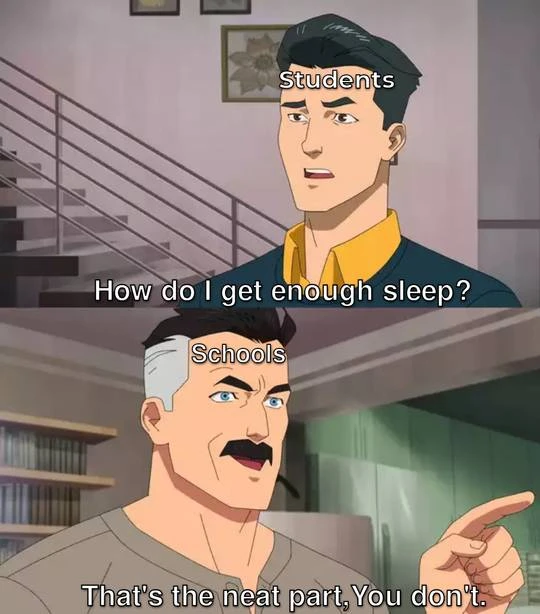 Students
How do I get enough sleep?
Schools
That's the neat part,You don't.